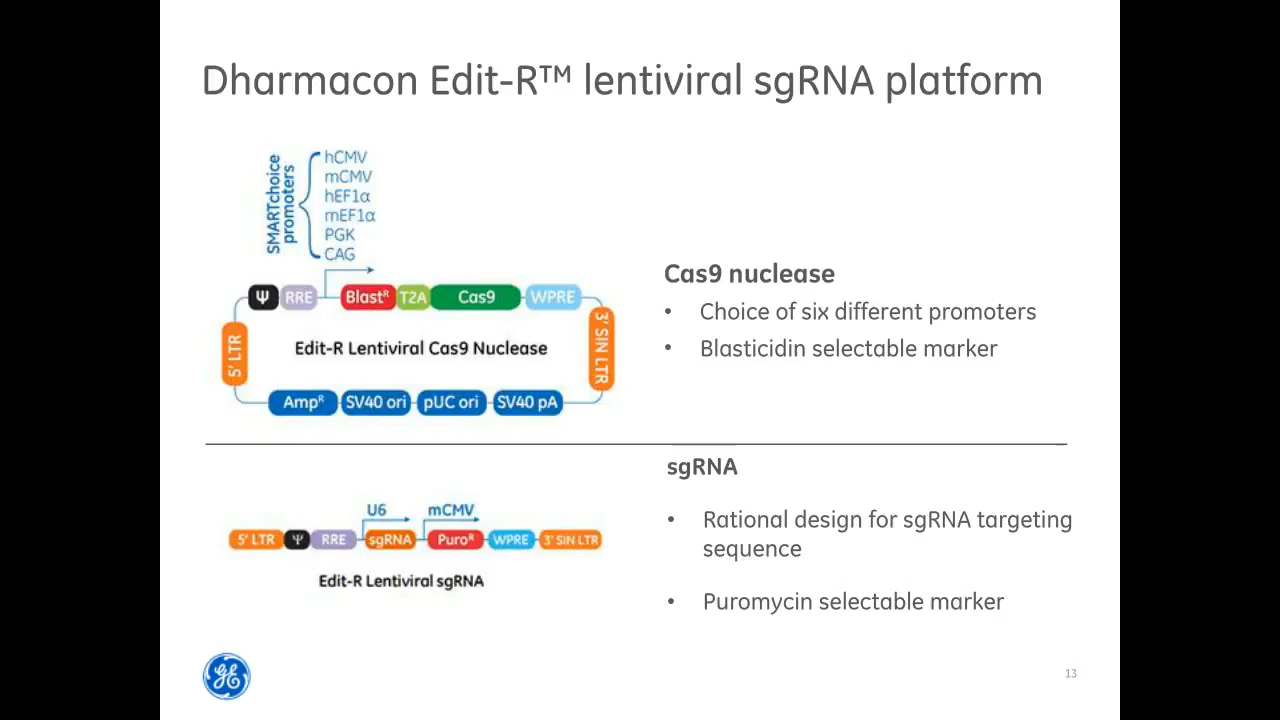 Dharmacon Edit-R™ lentiviral sgRNA platform
SMARTchoice
promoters
hCMV
mCMV
hEF1α
mEF1α
PGK
CAG
Ψ RRE Blastᴿ T2A Cas9 WPRE
5' LTR
Edit-R Lentiviral Cas9 Nuclease
3' SIN LTR
Ampᴿ SV40 ori pUC ori SV40 pA
Cas9 nuclease
• Choice of six different promoters
• Blasticidin selectable marker
U6 mCMV
5' LTR Ψ RRE sgRNA Puroᴿ WPRE 3' SIN LTR
Edit-R Lentiviral sgRNA
sgRNA
• Rational design for sgRNA targeting
sequence
• Puromycin selectable marker
GE
13